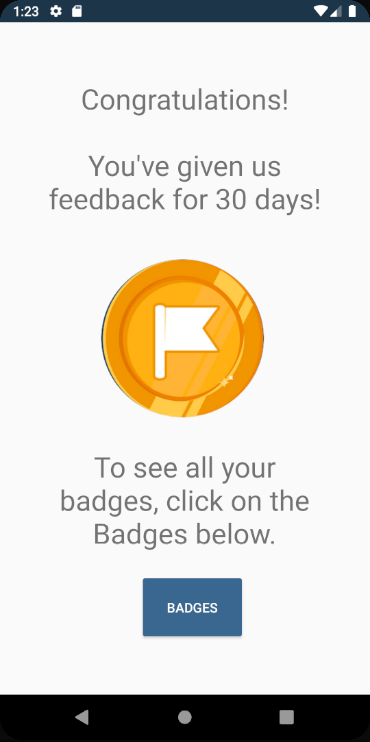 1:23
Congratulations!
You've given us
feedback for 30 days!
To see all your
badges, click on the
Badges below.
BADGES